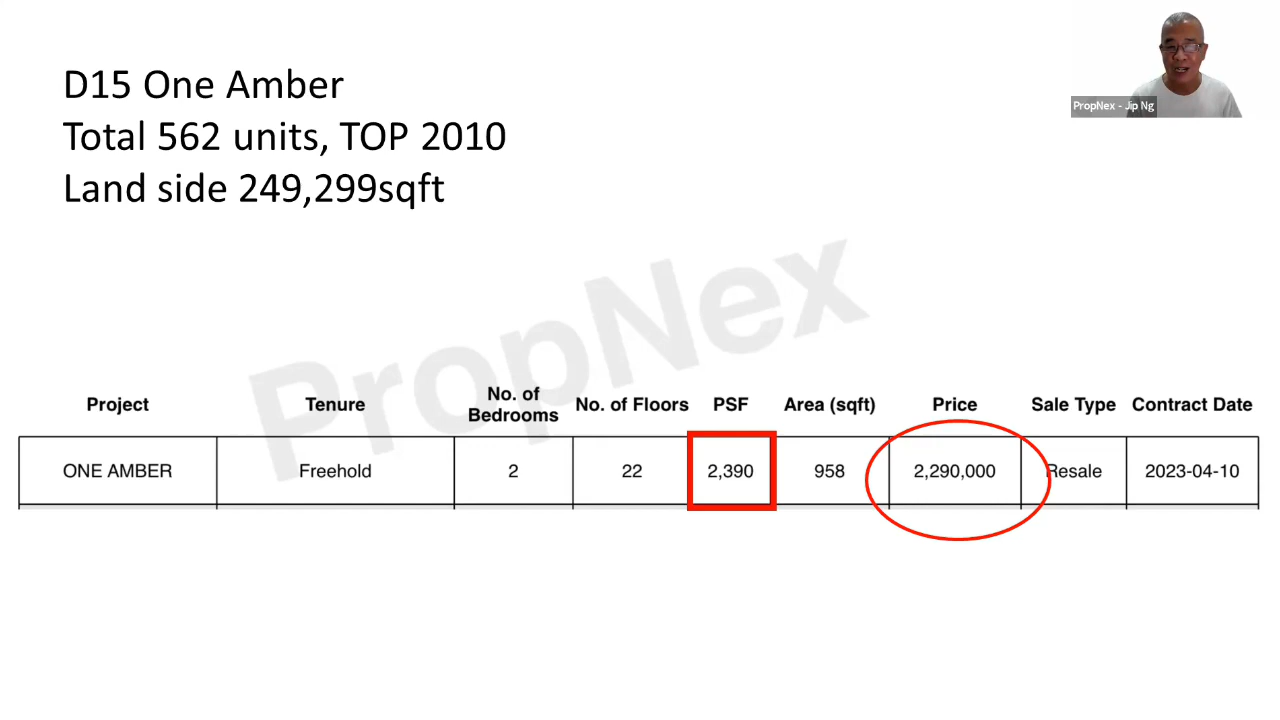 D15 One Amber
Total 562 units, TOP 2010
Land side 249,299sqft
PropNex - Jip Ng
PropNex
Project Tenure No. of Bedrooms No. of Floors PSF Area (sqft) Price Sale Type Contract Date
ONE AMBER Freehold 2 22 2,390 958 2,290,000 Resale 2023-04-10